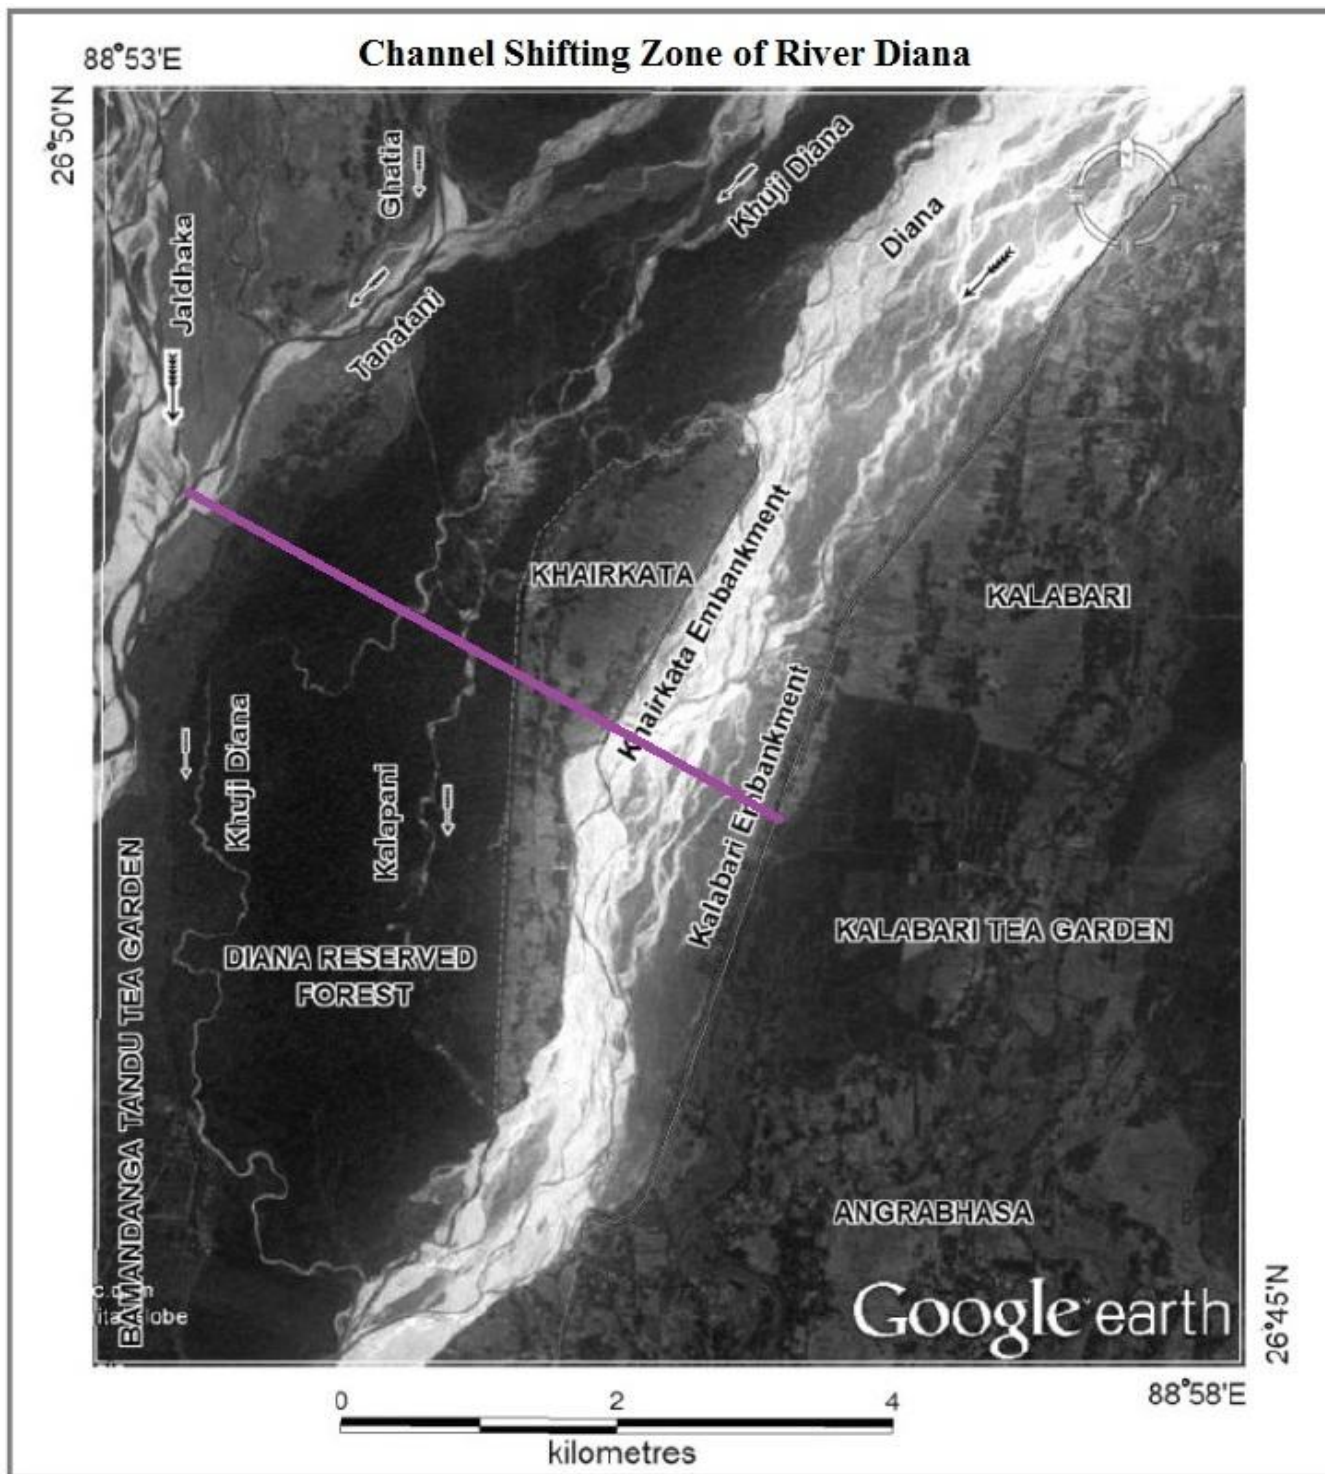 Channel Shifting Zone of River Diana
88°53'E
26°50'N
Ghatia
Khuji Diana
Diana
Jaldhaka
Tanatani
KHAIRKATA
Khairkata Embankment
KALABARI
Kalabari Embankment
Khuji Diana
Kalapani
BAMANDANGA TANDU TEA GARDEN
DIANA RESERVED
FOREST
KALABARI TEA GARDEN
ANGRABHASA
Google earth
26°45'N
88°58'E
0 2 4
kilometres